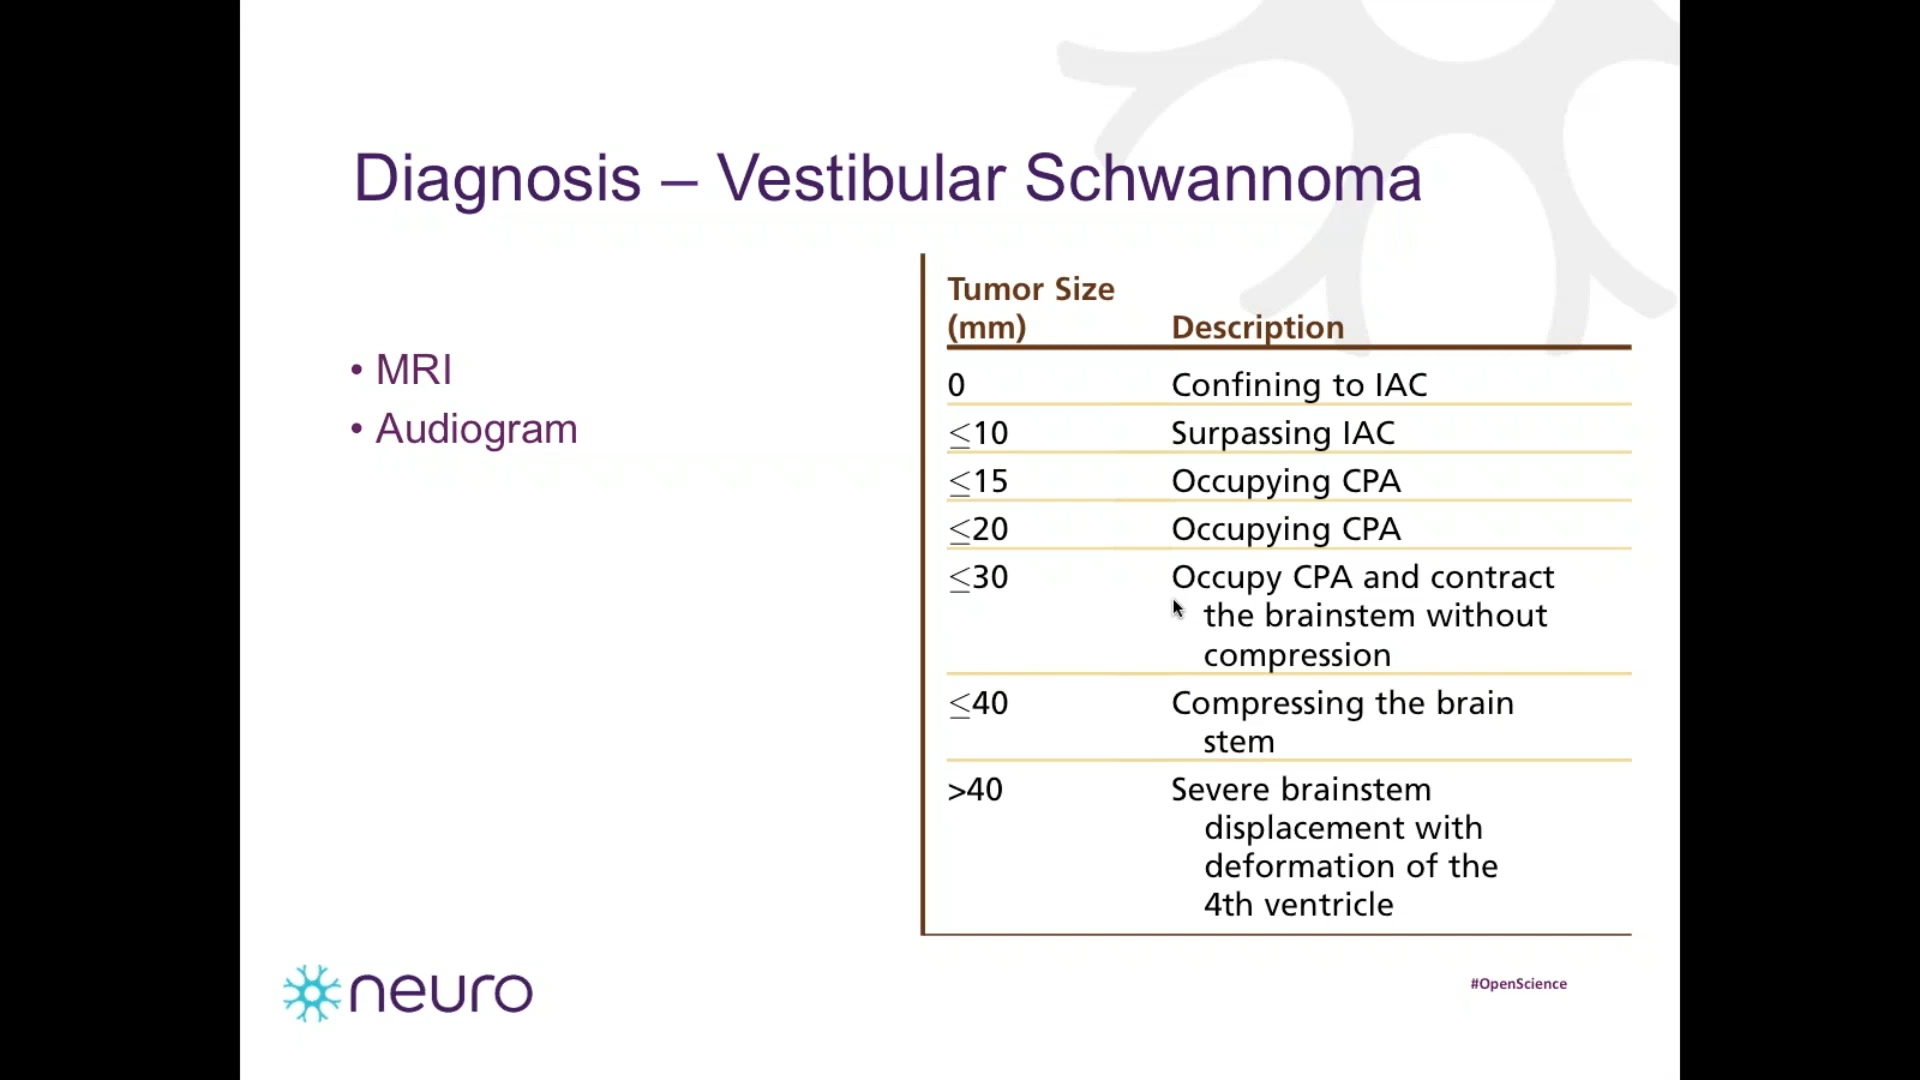 Diagnosis – Vestibular Schwannoma
• MRI
• Audiogram
Tumor Size
(mm) Description
0 Confining to IAC
≤10 Surpassing IAC
≤15 Occupying CPA
≤20 Occupying CPA
≤30 Occupy CPA and contract
the brainstem without
compression
≤40 Compressing the brain
stem
>40 Severe brainstem
displacement with
deformation of the
4th ventricle
neuro
#OpenScience